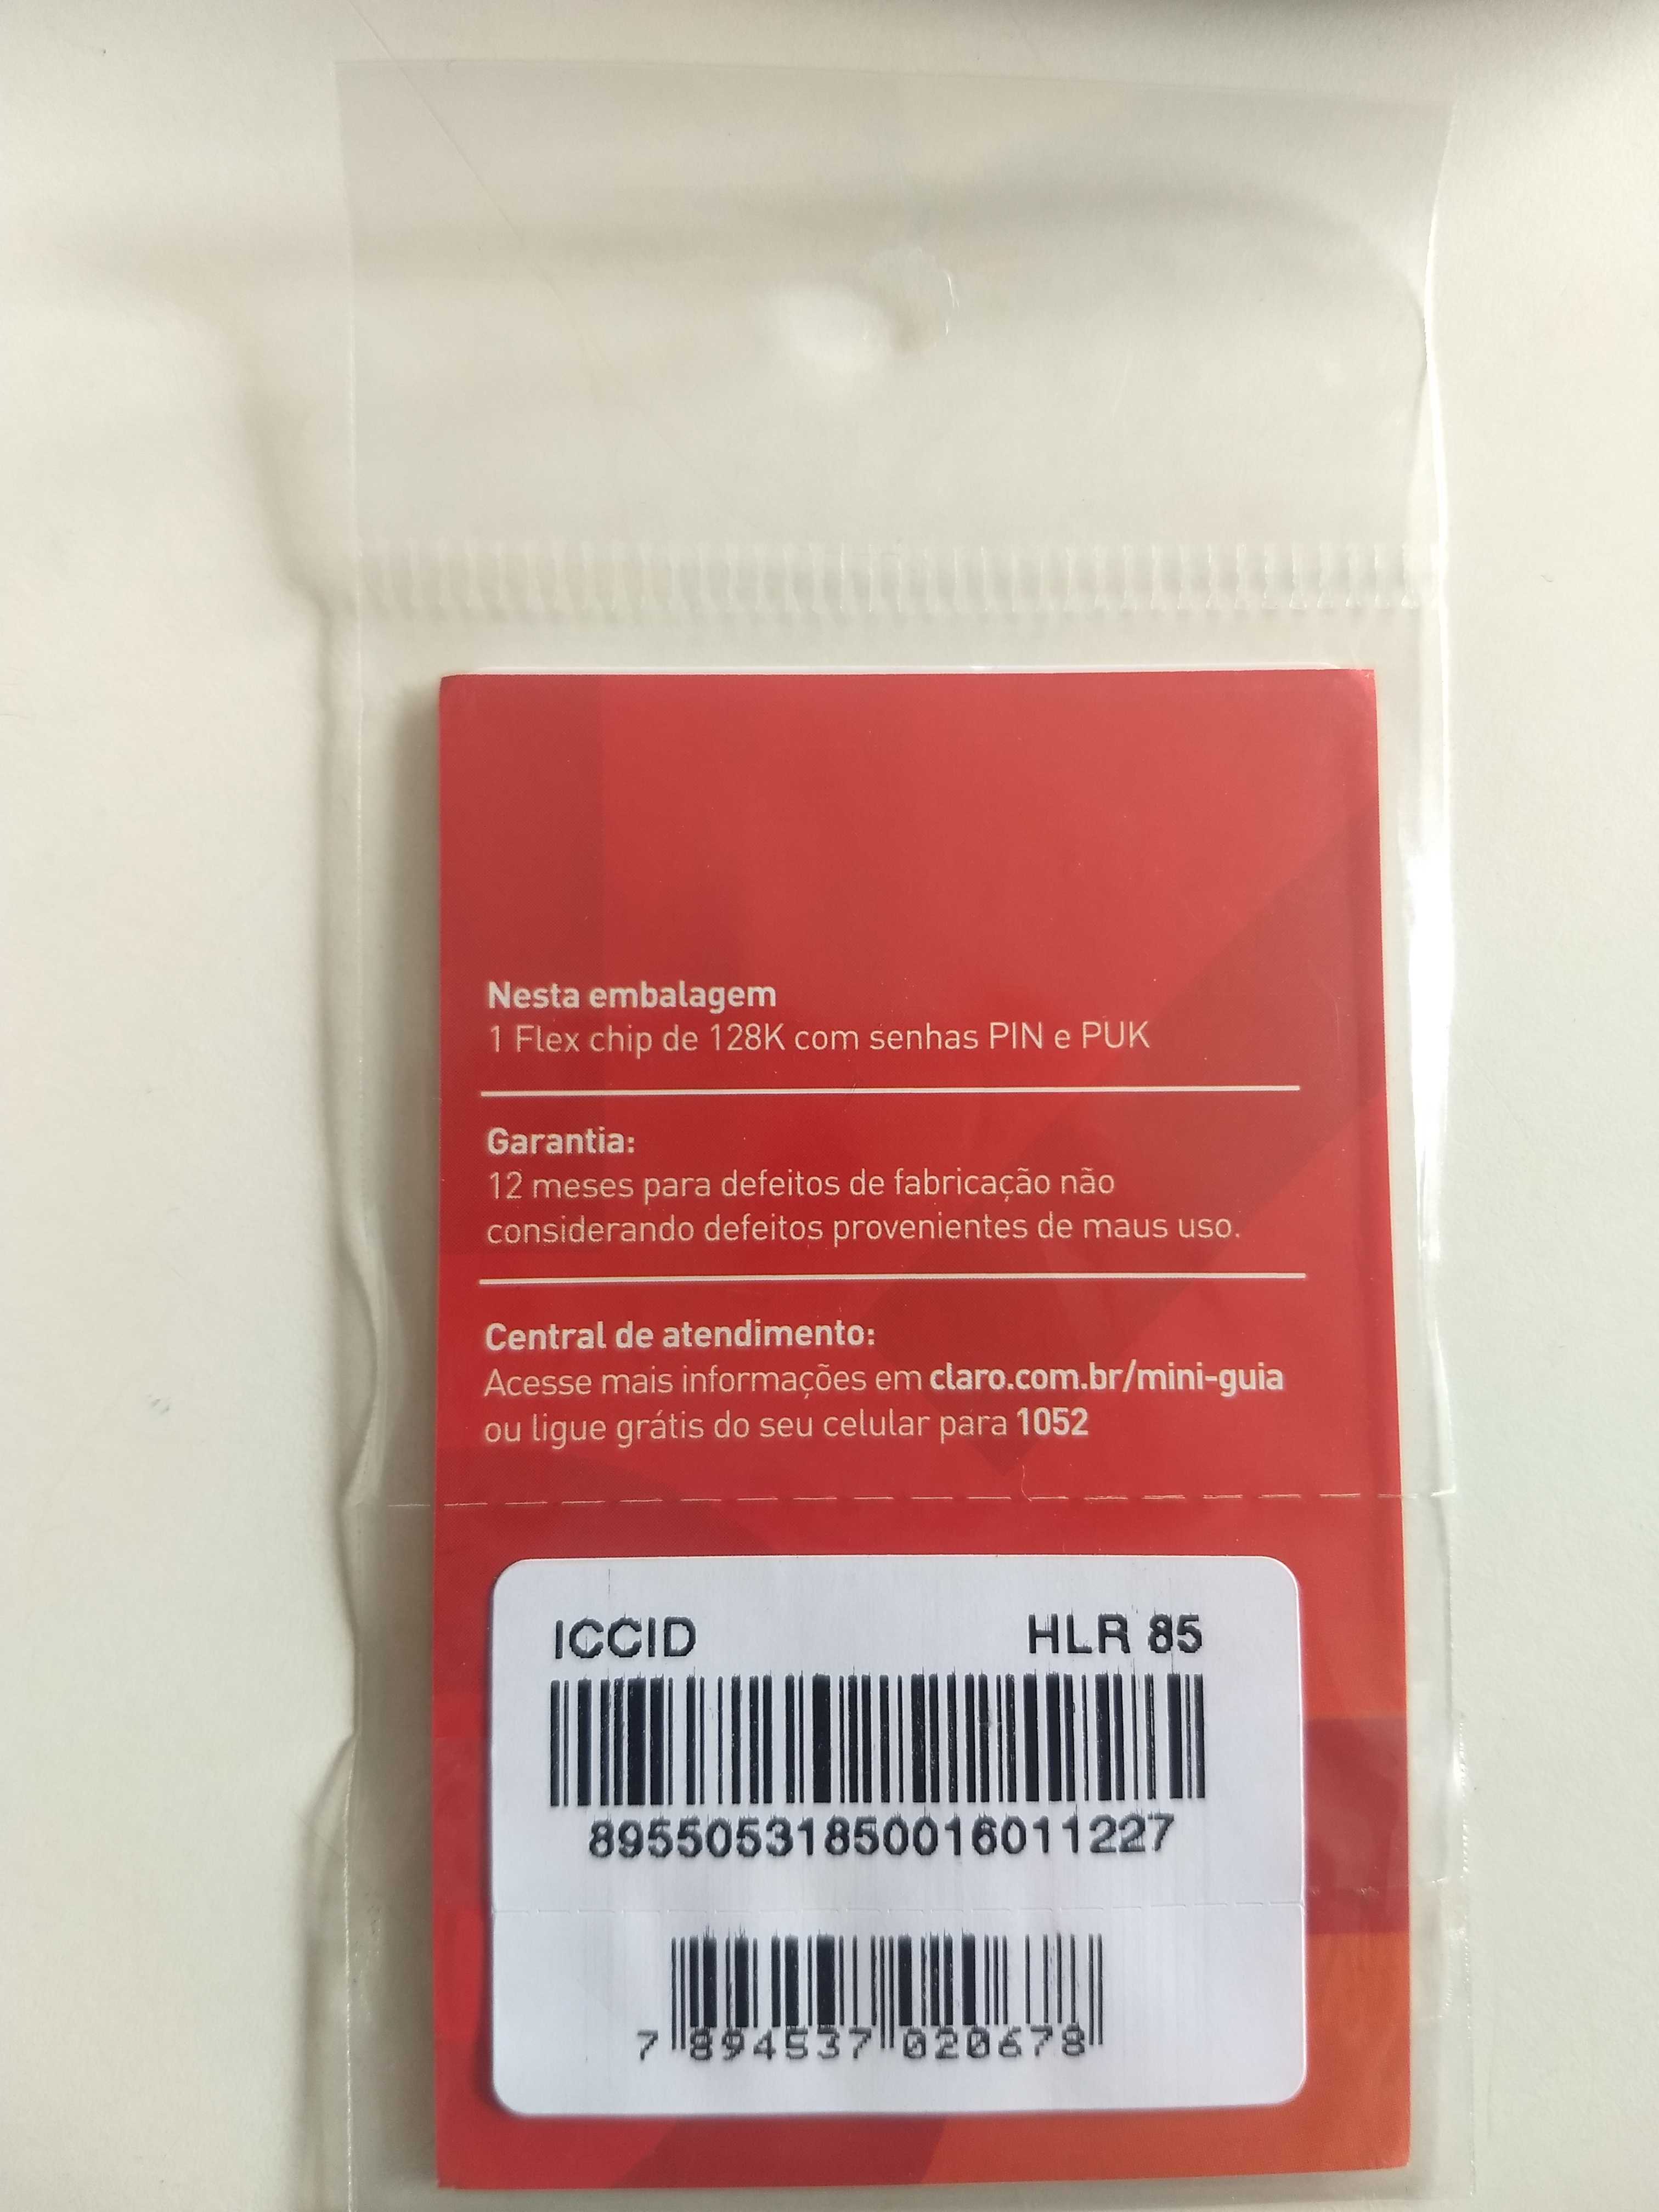 Nesta embalagem
1 Flex chip de 128K com senhas PIN e PUK
Garantia:
12 meses para defeitos de fabricação não
considerando defeitos provenientes de maus uso.
Central de atendimento:
Acesse mais informações em claro.com.br/mini-guia
ou ligue grátis do seu celular para 1052
ICCID HLR 85
89550531850016011227
7 894537 020678